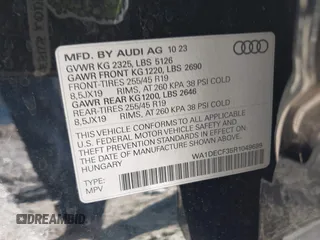 MFD. BY AUDI AG 10 23
GVWR KG 2325, LBS 5126
GAWR FRONT KG1220, LBS 2690
FRONT-TIRES 255/45 R19
8,5JX19 RIMS, AT 260 KPA 38 PSI COLD
GAWR REAR KG1200, LBS 2646
REAR-TIRES 255/45 R19
8,5JX19 RIMS, AT 260 KPA 38 PSI COLD
THIS VEHICLE CONFORMS TO ALL APPLICABLE
U.S. FEDERAL MOTOR VEHICLE SAFETY AND
THEFT PREVENTION STANDARDS IN EFFECT ON
THE DATE OF MANUFACTURE SHOWN ABOVE.
HUNGARY
TYPE:
MPV
DREAMBID